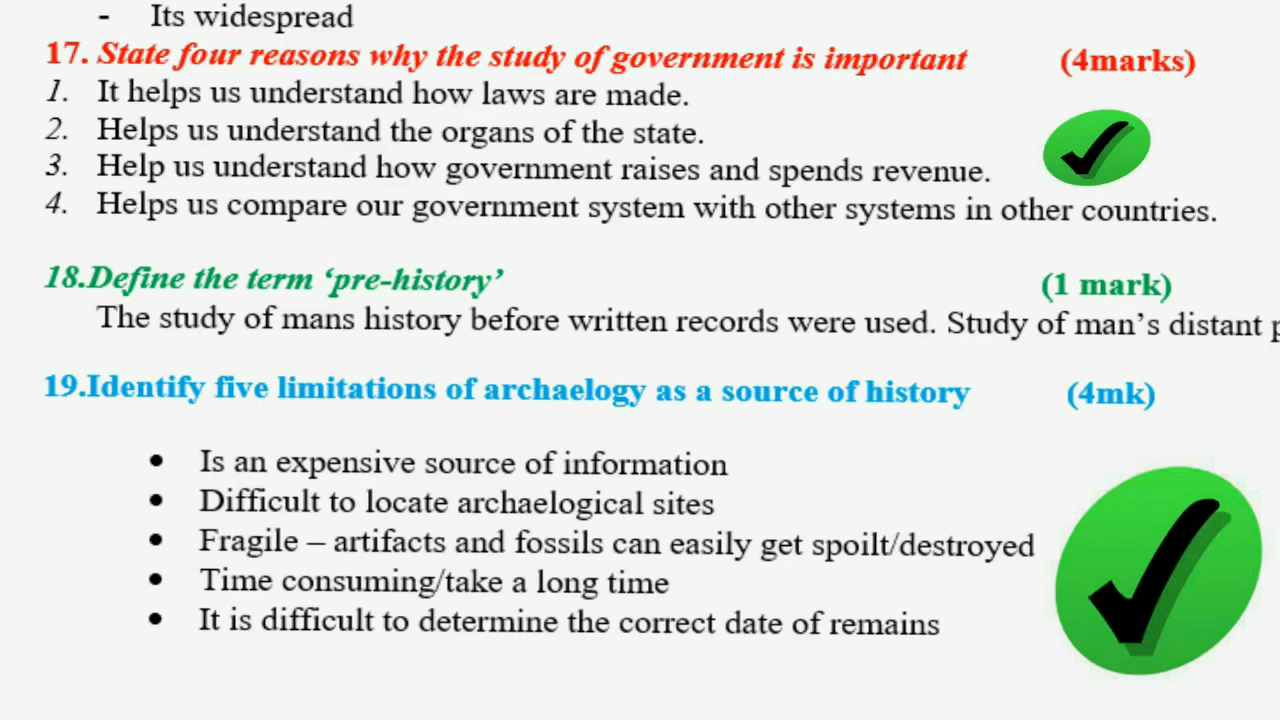 - Its widespread
17. State four reasons why the study of government is important (4marks)
1. It helps us understand how laws are made.
2. Helps us understand the organs of the state.
3. Help us understand how government raises and spends revenue.
4. Helps us compare our government system with other systems in other countries.
18.Define the term ‘pre-history’ (1 mark)
The study of mans history before written records were used. Study of man’s distant
19.Identify five limitations of archaelogy as a source of history (4mk)
• Is an expensive source of information
• Difficult to locate archaelogical sites
• Fragile – artifacts and fossils can easily get spoilt/destroyed
• Time consuming/take a long time
• It is difficult to determine the correct date of remains